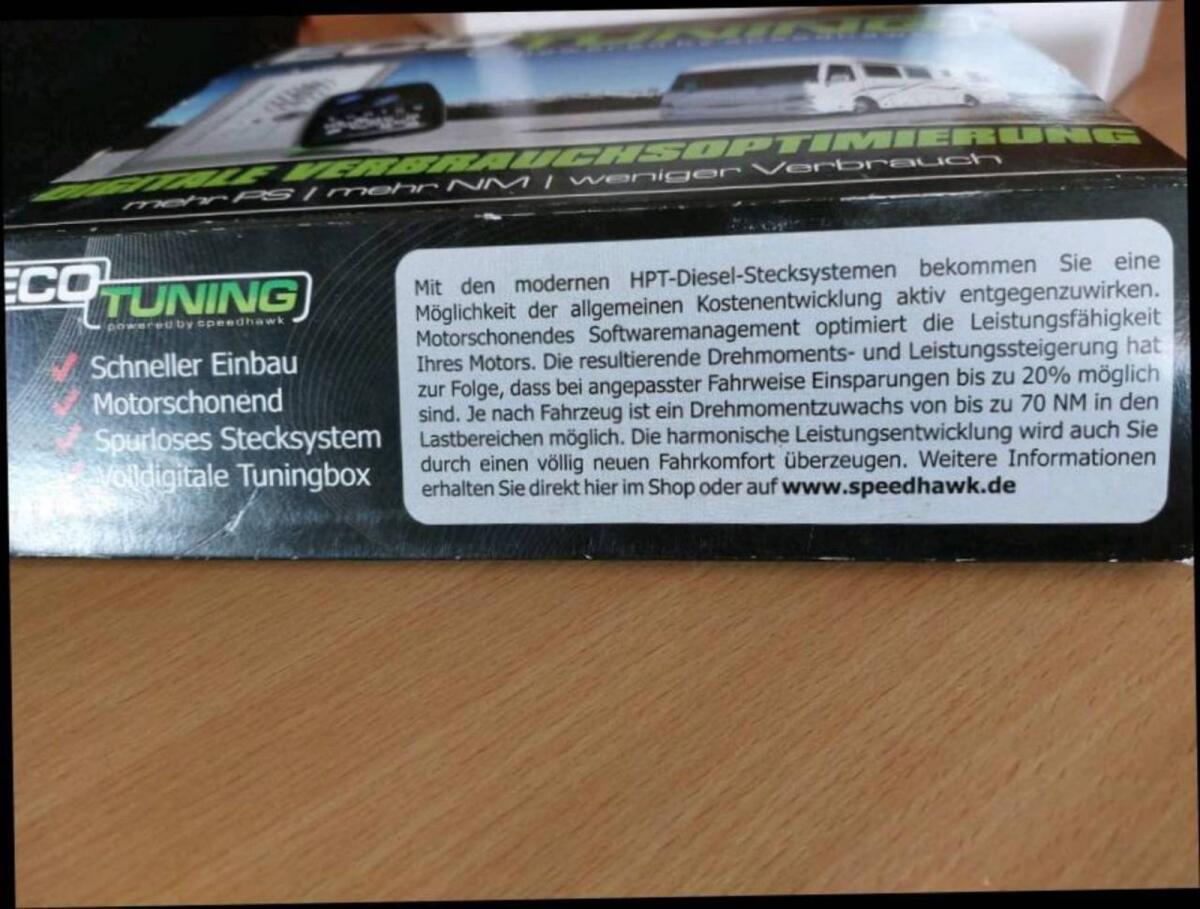 ECO TUNING
DIGITALE VERBRAUCHSOPTIMIERUNG
mehr PS | mehr NM | weniger Verbrauch
ECO
TUNING
powered by speedhawk
Schneller Einbau
Motorschonend
Spurloses Stecksystem
Volldigitale Tuningbox
Mit den modernen HPT-Diesel-Stecksystemen bekommen Sie eine
Möglichkeit der allgemeinen Kostenentwicklung aktiv entgegenzuwirken.
Motorschonendes Softwaremanagement optimiert die Leistungsfähigkeit
Ihres Motors. Die resultierende Drehmoments- und Leistungssteigerung hat
zur Folge, dass bei angepasster Fahrweise Einsparungen bis zu 20% möglich
sind. Je nach Fahrzeug ist ein Drehmomentzuwachs von bis zu 70 NM in den
Lastbereichen möglich. Die harmonische Leistungsentwicklung wird auch Sie
durch einen völlig neuen Fahrkomfort überzeugen. Weitere Informationen
erhalten Sie direkt hier im Shop oder auf www.speedhawk.de